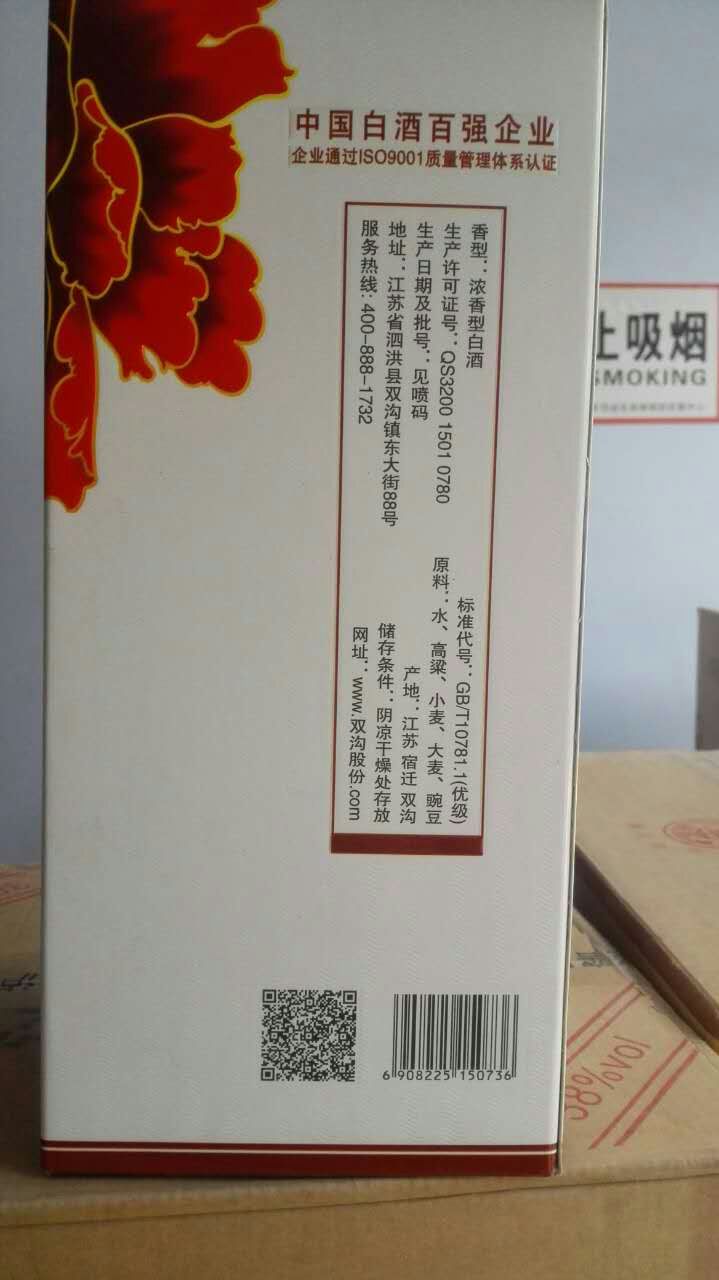 中国白酒百强企业
企业通过ISO9001质量管理体系认证
香型：浓香型白酒
标准代号：GB/T10781.1(优级)
生产许可证号：QS3200 1501 0780
原料：水、高粱、小麦、大麦、豌豆
生产日期及批号：见喷码
产地：江苏 宿迁 双沟
地址：江苏省泗洪县双沟镇东大街88号
储存条件：阴凉干燥处存放
服务热线：400-888-1732
网址：www.双沟股份.com
6 908225 150736
止吸烟
SMOKING
%vol